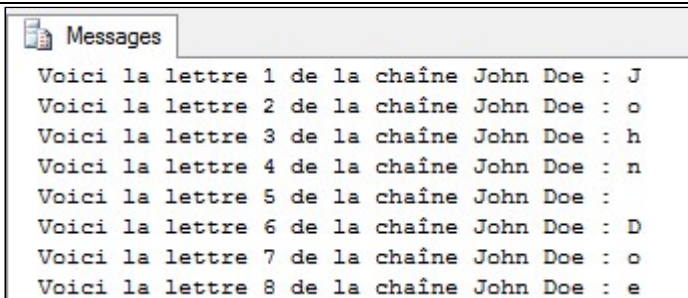 Messages
Voici la lettre 1 de la chaîne John Doe : J
Voici la lettre 2 de la chaîne John Doe : o
Voici la lettre 3 de la chaîne John Doe : h
Voici la lettre 4 de la chaîne John Doe : n
Voici la lettre 5 de la chaîne John Doe :
Voici la lettre 6 de la chaîne John Doe : D
Voici la lettre 7 de la chaîne John Doe : o
Voici la lettre 8 de la chaîne John Doe : e